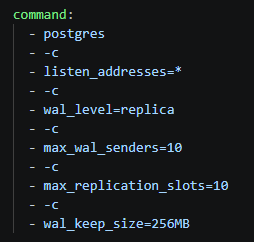 command:
- postgres
- -c
- listen_addresses=*
- -c
- wal_level=replica
- -c
- max_wal_senders=10
- -c
- max_replication_slots=10
- -c
- wal_keep_size=256MB